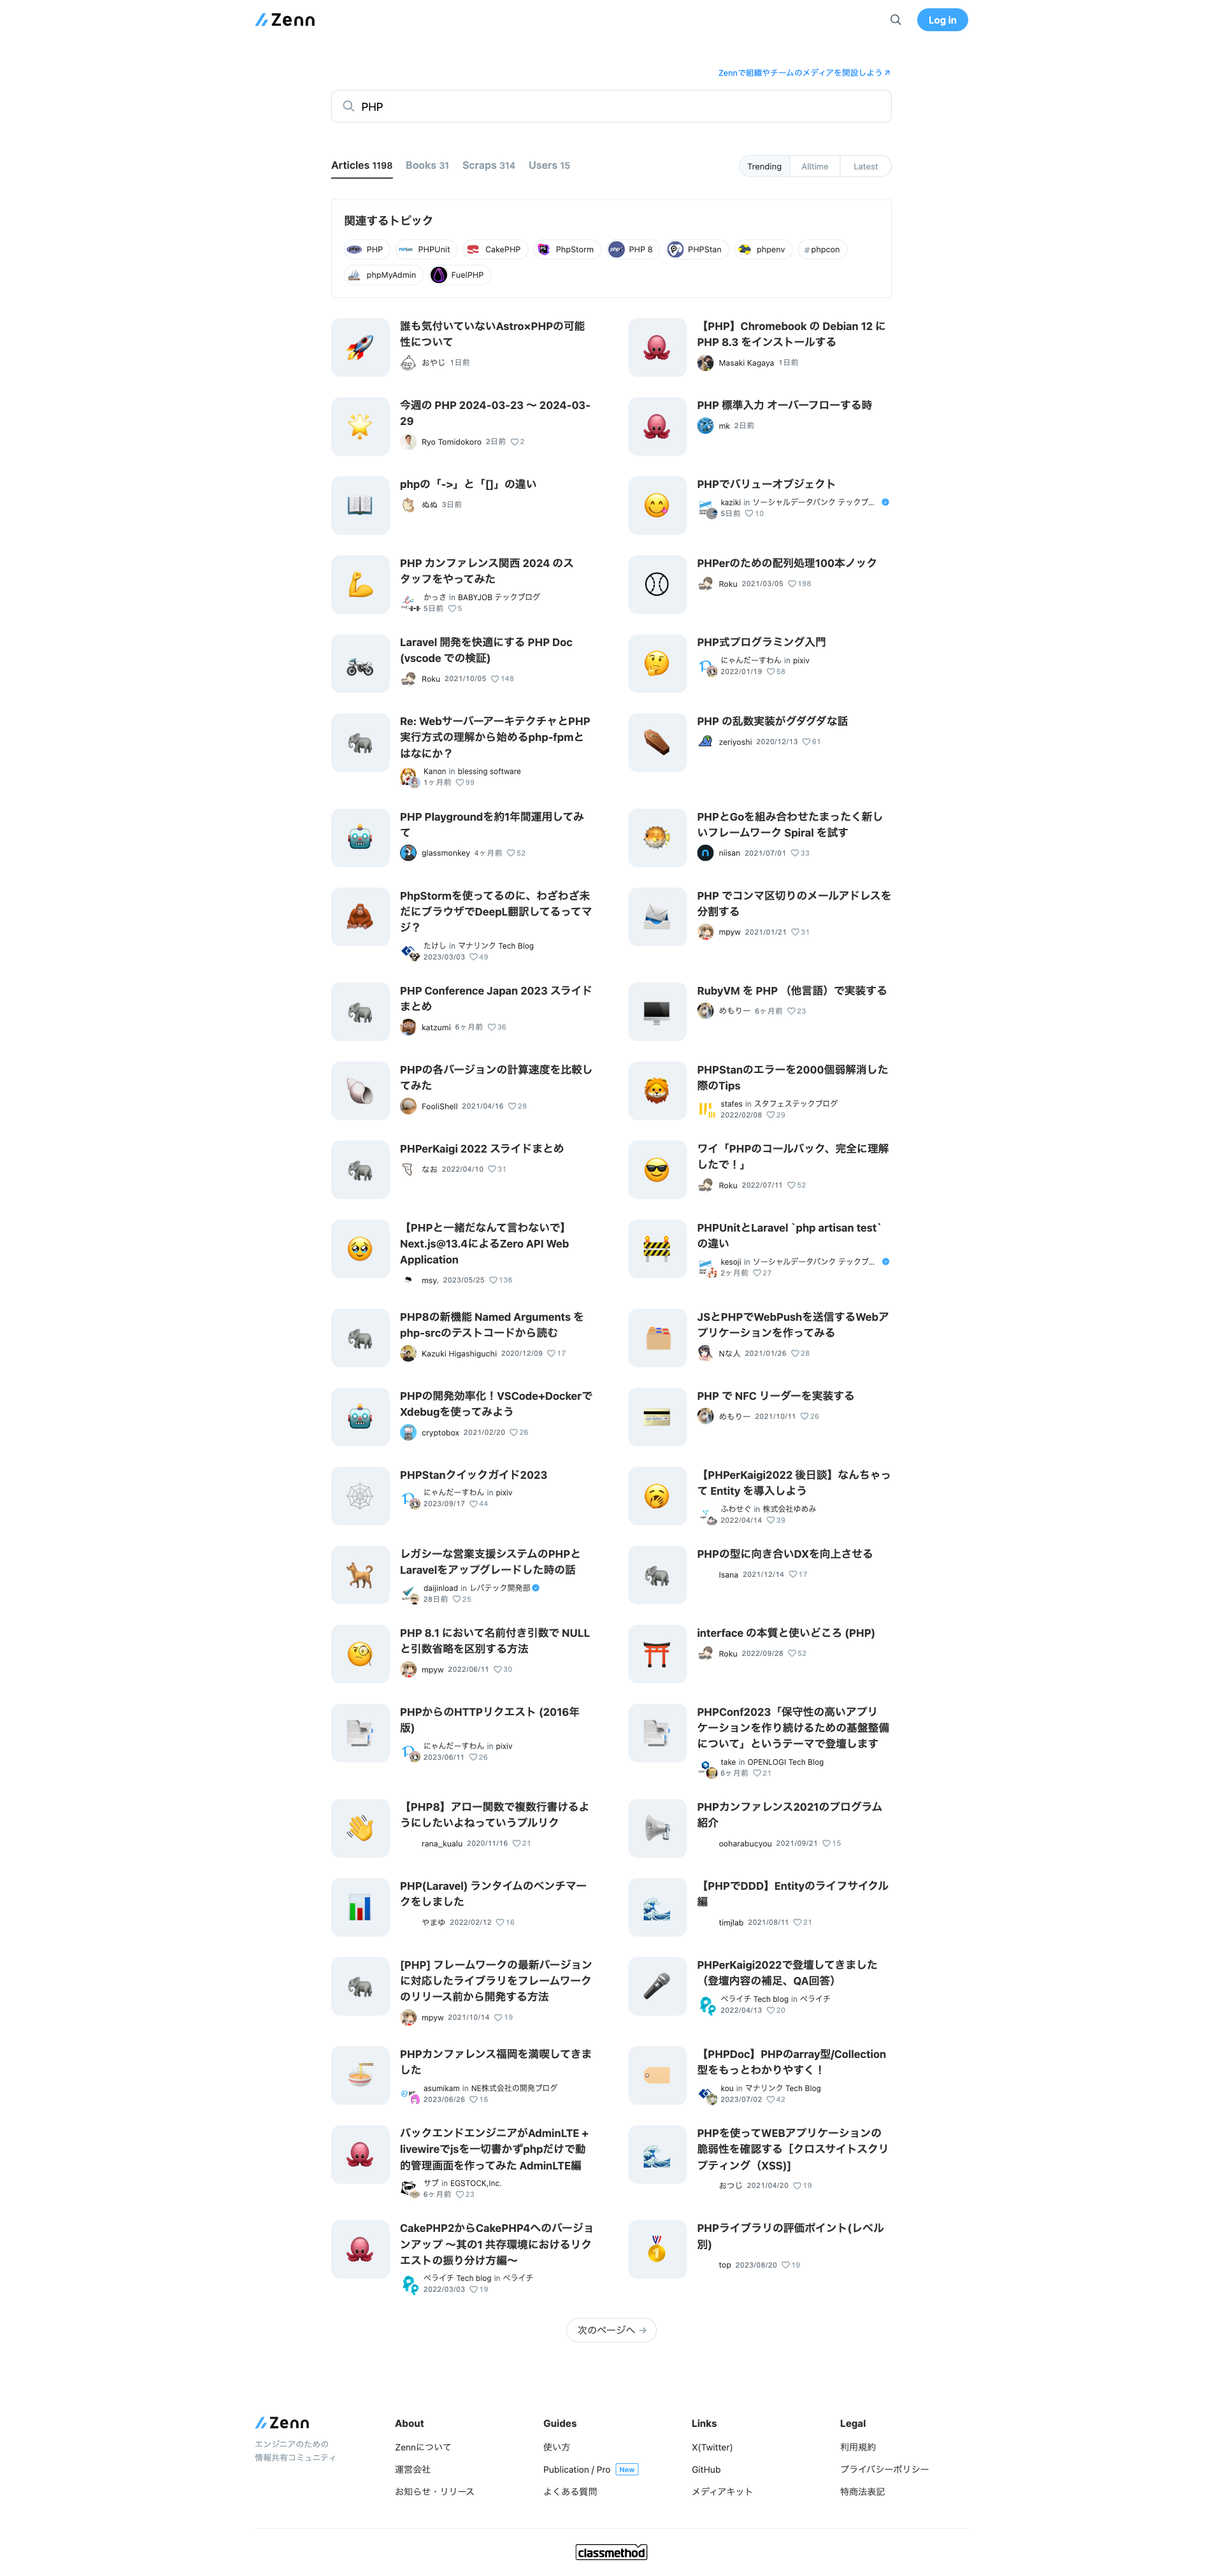 Zenn
Log in
Zennで組織やチームのメディアを開設しよう
PHP
Articles 1198 Books 31 Scraps 314 Users 15
Trending Alltime Latest
関連するトピック
PHP PHPUnit CakePHP PhpStorm PHP 8 PHPStan phpenv # phpcon
phpMyAdmin FuelPHP
誰も気付いていないAstro×PHPの可能
性について
おやじ 1日前
【PHP】Chromebook の Debian 12 に
PHP 8.3 をインストールする
Masaki Kagaya 1日前
今週の PHP 2024-03-23 〜 2024-03-
29
Ryo Tomidokoro 2日前 2
PHP 標準入力 オーバーフローする時
mk 2日前
phpの「->」と「[]」の違い
ぬぬ 3日前
PHPでバリューオブジェクト
kaziki in ソーシャルデータバンク テックブ...
5日前 10
PHP カンファレンス関西 2024 のス
タッフをやってみた
かっさ in BABYJOB テックブログ
5日前 5
PHPerのための配列処理100本ノック
Roku 2021/03/05 198
Laravel 開発を快適にする PHP Doc
(vscode での検証)
Roku 2021/10/05 148
PHP式プログラミング入門
にゃんだーすわん in pixiv
2022/01/19 58
Re: WebサーバーアーキテクチャとPHP
実行方式の理解から始めるphp-fpmと
はなにか？
Kanon in blessing software
1ヶ月前 99
PHP の乱数実装がグダグダな話
zeriyoshi 2020/12/13 61
PHP Playgroundを約1年間運用してみ
て
glassmonkey 4ヶ月前 52
PHPとGoを組み合わせたまったく新し
いフレームワーク Spiral を試す
niisan 2021/07/01 33
PhpStormを使ってるのに、わざわざ未
だにブラウザでDeepL翻訳してるってマ
ジ？
たけし in マナリンク Tech Blog
2023/03/03 49
PHP でコンマ区切りのメールアドレスを
分割する
mpyw 2021/01/21 31
PHP Conference Japan 2023 スライド
まとめ
katzumi 6ヶ月前 36
RubyVM を PHP （他言語）で実装する
めもりー 6ヶ月前 23
PHPの各バージョンの計算速度を比較し
てみた
FooliShell 2021/04/16 28
PHPStanのエラーを2000個弱解消した
際のTips
stafes in スタフェステックブログ
2022/02/08 29
PHPerKaigi 2022 スライドまとめ
なお 2022/04/10 31
ワイ「PHPのコールバック、完全に理解
したで！」
Roku 2022/07/11 52
【PHPと一緒だなんて言わないで】
Next.js@13.4によるZero API Web
Application
msy. 2023/05/25 136
PHPUnitとLaravel `php artisan test`
の違い
kesoji in ソーシャルデータバンク テックブ...
2ヶ月前 27
PHP8の新機能 Named Arguments を
php-srcのテストコードから読む
Kazuki Higashiguchi 2020/12/09 17
JSとPHPでWebPushを送信するWebア
プリケーションを作ってみる
Nな人 2021/01/26 28
PHPの開発効率化！VSCode+Dockerで
Xdebugを使ってみよう
cryptobox 2021/02/20 26
PHP で NFC リーダーを実装する
めもりー 2021/10/11 26
PHPStanクイックガイド2023
にゃんだーすわん in pixiv
2023/09/17 44
【PHPerKaigi2022 後日談】なんちゃっ
て Entity を導入しよう
ふわせぐ in 株式会社ゆめみ
2022/04/14 39
レガシーな営業支援システムのPHPと
Laravelをアップグレードした時の話
daijinload in レバテック開発部
28日前 25
PHPの型に向き合いDXを向上させる
Isana 2021/12/14 17
PHP 8.1 において名前付き引数で NULL
と引数省略を区別する方法
mpyw 2022/06/11 30
interface の本質と使いどころ (PHP)
Roku 2022/09/28 52
PHPからのHTTPリクエスト (2016年
版)
にゃんだーすわん in pixiv
2023/06/11 26
PHPConf2023「保守性の高いアプリ
ケーションを作り続けるための基盤整備
について」というテーマで登壇します
take in OPENLOGI Tech Blog
6ヶ月前 21
【PHP8】アロー関数で複数行書けるよ
うにしたいよねっていうプルリク
rana_kualu 2020/11/16 21
PHPカンファレンス2021のプログラム
紹介
ooharabucyou 2021/09/21 15
PHP(Laravel) ランタイムのベンチマー
クをしました
やまゆ 2022/02/12 16
【PHPでDDD】Entityのライフサイクル
編
timjlab 2021/08/11 21
[PHP] フレームワークの最新バージョン
に対応したライブラリをフレームワーク
のリリース前から開発する方法
mpyw 2021/10/14 19
PHPerKaigi2022で登壇してきました
（登壇内容の補足、QA回答）
ペライチ Tech blog in ペライチ
2022/04/13 20
PHPカンファレンス福岡を満喫してきま
した
asumikam in NE株式会社の開発ブログ
2023/06/26 16
【PHPDoc】PHPのarray型/Collection
型をもっとわかりやすく！
kou in マナリンク Tech Blog
2023/07/02 42
バックエンドエンジニアがAdminLTE +
livewireでjsを一切書かずphpだけで動
的管理画面を作ってみた AdminLTE編
サブ in EGSTOCK,Inc.
6ヶ月前 23
PHPを使ってWEBアプリケーションの
脆弱性を確認する［クロスサイトスクリ
プティング（XSS)]
おつじ 2021/04/20 19
CakePHP2からCakePHP4へのバージョ
ンアップ 〜其の1 共存環境におけるリク
エストの振り分け方編〜
ペライチ Tech blog in ペライチ
2022/03/03 19
PHPライブラリの評価ポイント(レベル
別)
top 2023/08/20 19
次のページへ →
Zenn
エンジニアのための
情報共有コミュニティ
About
Zennについて
運営会社
お知らせ・リリース
Guides
使い方
Publication / Pro New
よくある質問
Links
X(Twitter)
GitHub
メディアキット
Legal
利用規約
プライバシーポリシー
特商法表記
classmethod